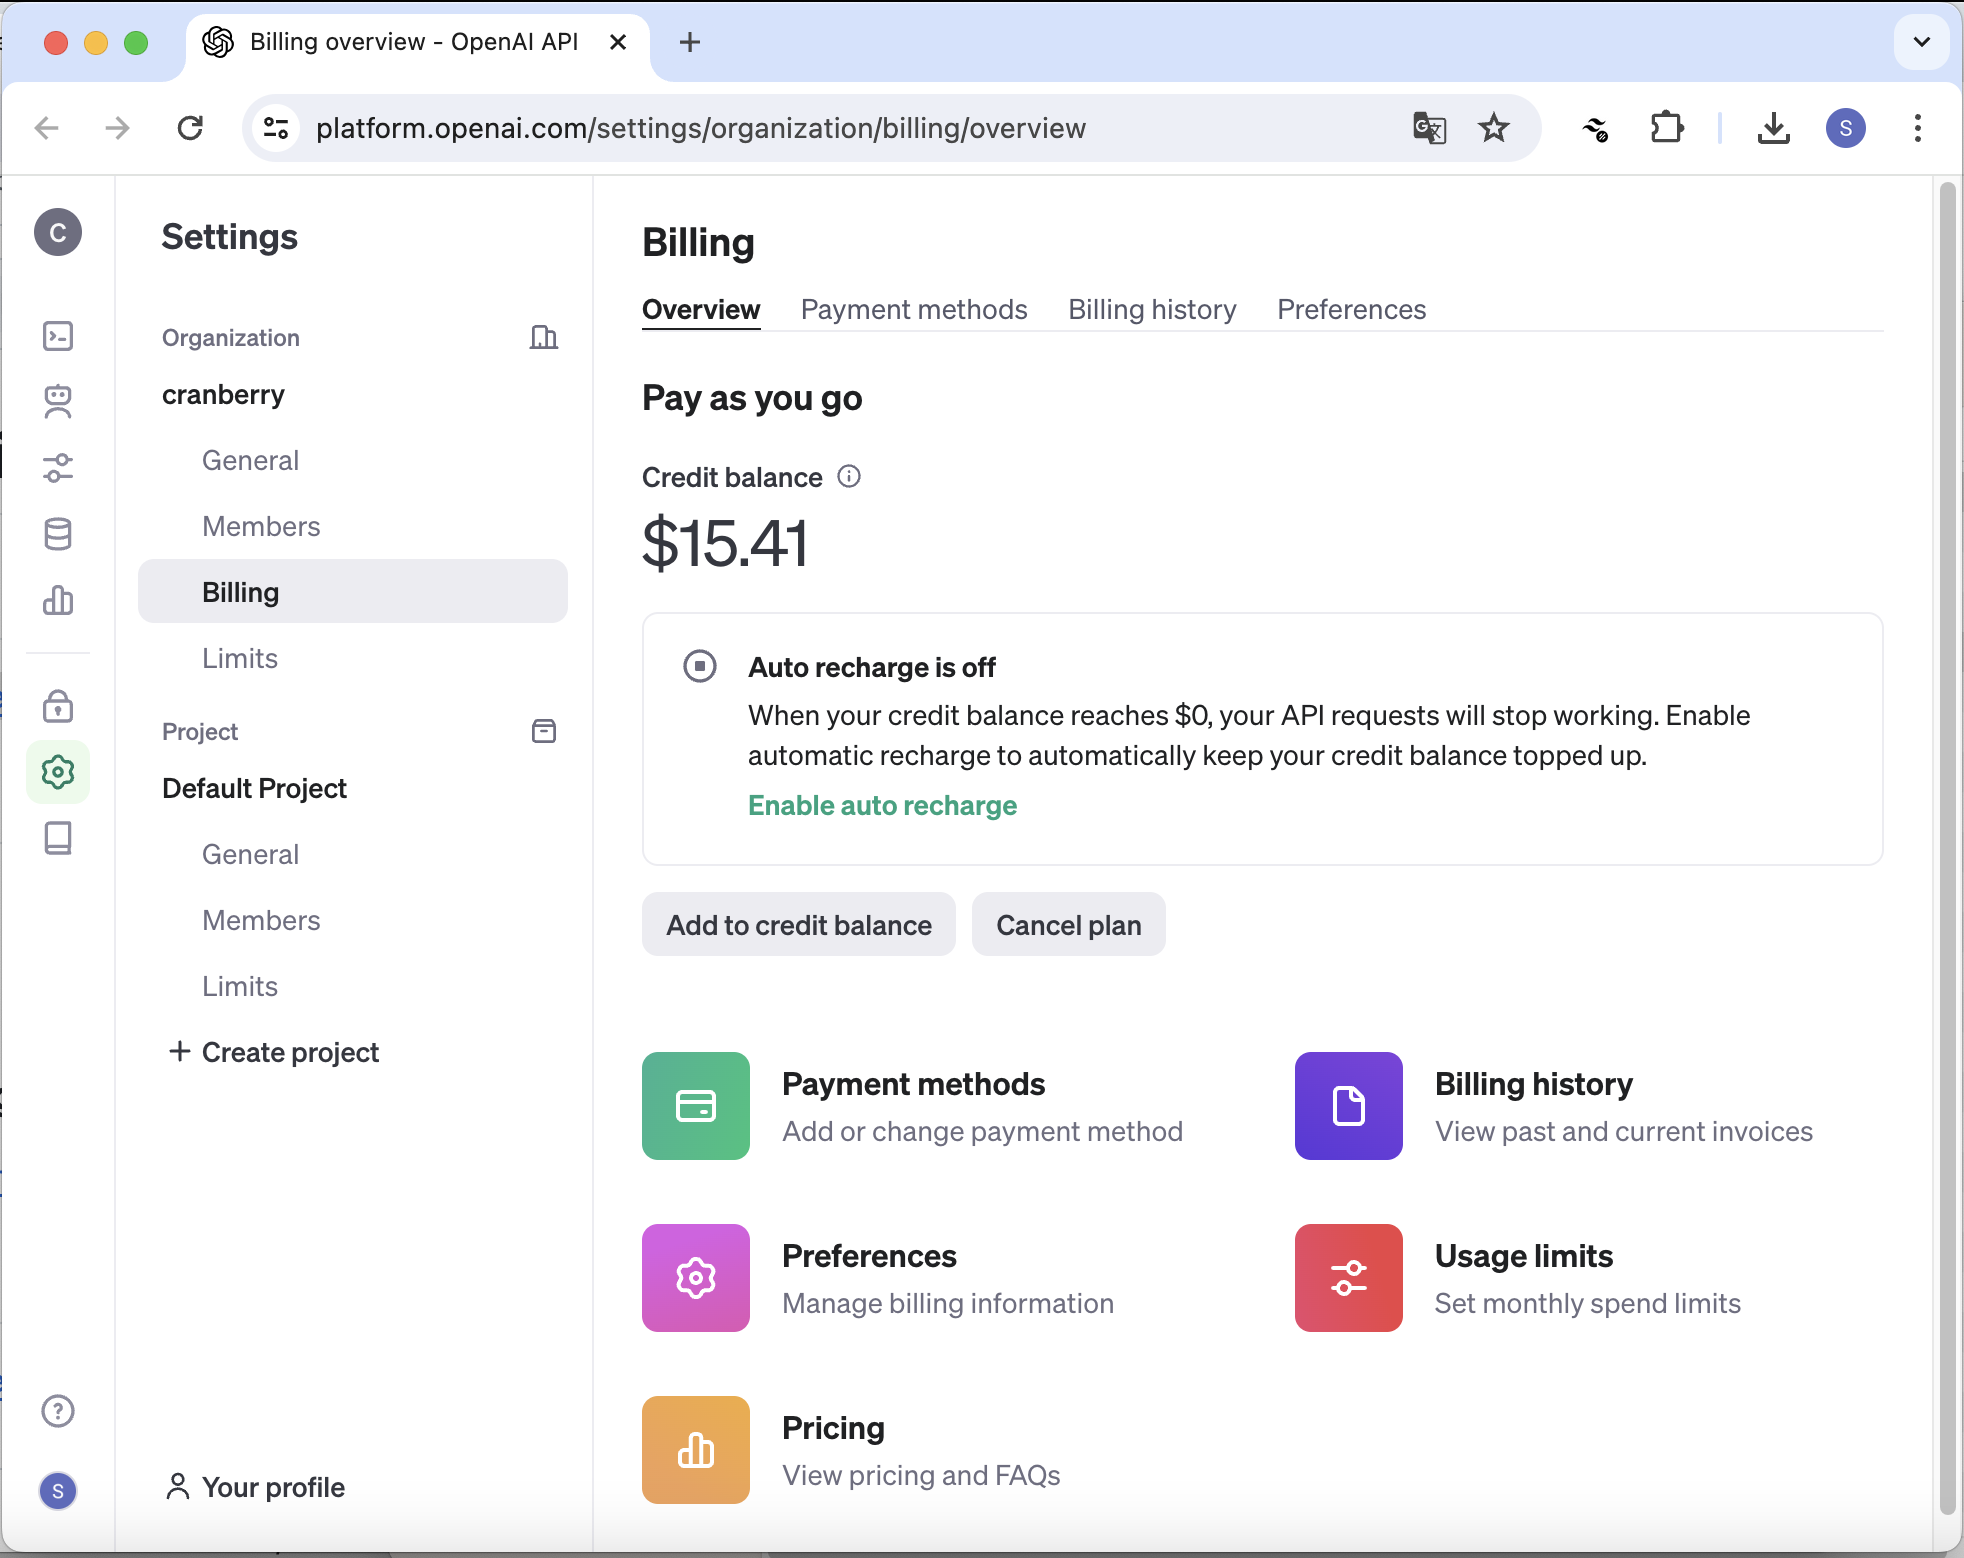 Billing overview - OpenAI API
platform.openai.com/settings/organization/billing/overview
S
C
Settings
Organization
cranberry
General
Members
Billing
Limits
Project
Default Project
General
Members
Limits
+ Create project
Your profile
S
Billing
Overview Payment methods Billing history Preferences
Pay as you go
Credit balance
$15.41
Auto recharge is off
When your credit balance reaches $0, your API requests will stop working. Enable
automatic recharge to automatically keep your credit balance topped up.
Enable auto recharge
Add to credit balance Cancel plan
Payment methods
Add or change payment method
Billing history
View past and current invoices
Preferences
Manage billing information
Usage limits
Set monthly spend limits
Pricing
View pricing and FAQs